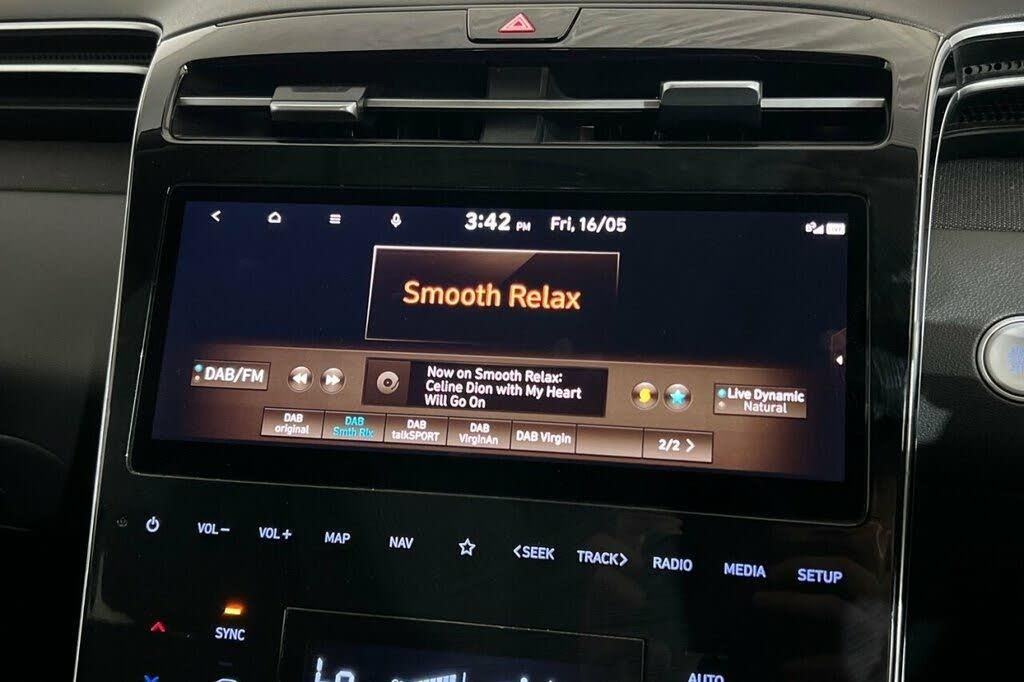 3:42 PM Fri, 16/05
Smooth Relax
DAB/FM
Now on Smooth Relax:
Celine Dion with My Heart
Will Go On
Live Dynamic
Natural
DAB
original
DAB
Smth Rlx
DAB
talkSPORT
DAB
VirginAn
DAB Virgin
2/2
VOL−
VOL+
MAP
NAV
<SEEK
TRACK>
RADIO
MEDIA
SETUP
SYNC
Lo
AUTO